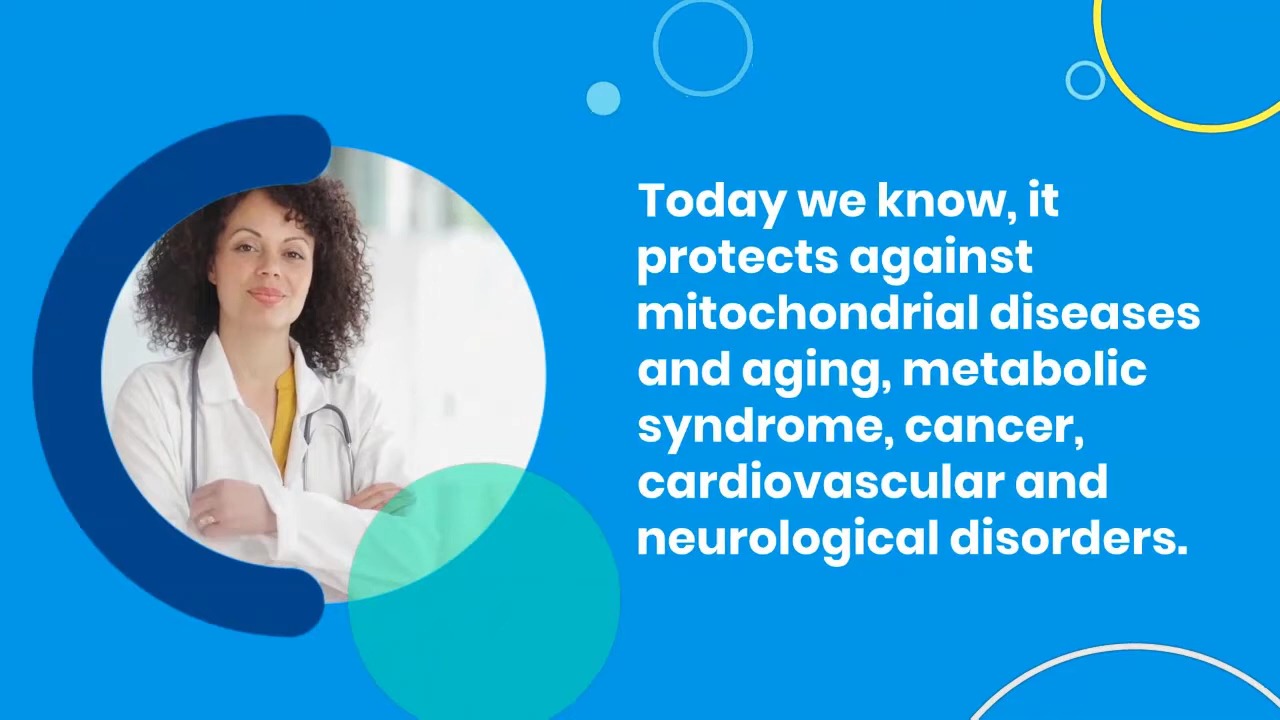 Today we know, it
protects against
mitochondrial diseases
and aging, metabolic
syndrome, cancer,
cardiovascular and
neurological disorders.